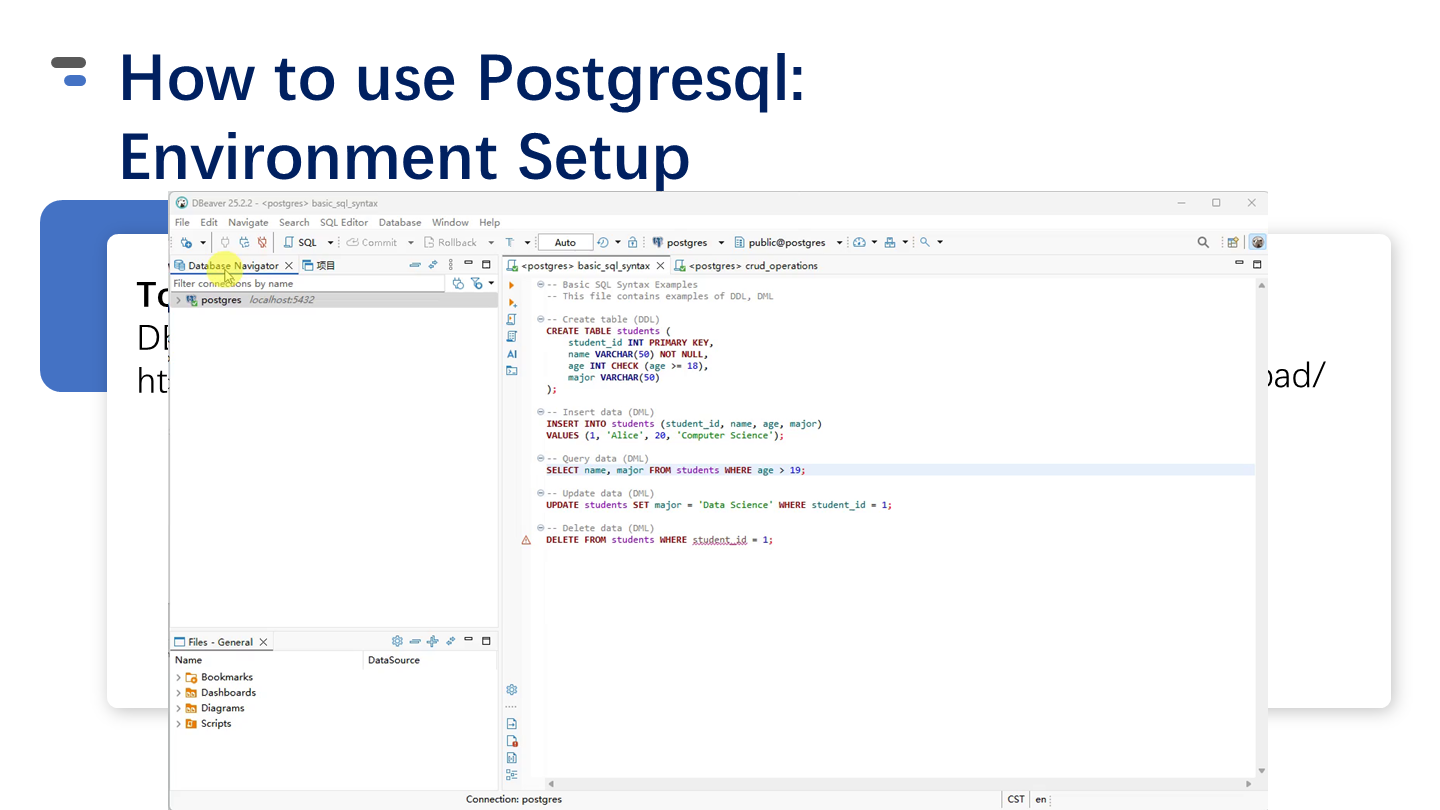 How to use Postgresql:
Environment Setup
DBeaver 25.2.2 - <postgres> basic_sql_syntax
File Edit Navigate Search SQL Editor Database Window Help
SQL Commit Rollback T Auto postgres public@postgres
Database Navigator 项目
Filter connections by name
postgres localhost:5432
<postgres> basic_sql_syntax <postgres> crud_operations
-- Basic SQL Syntax Examples
-- This file contains examples of DDL, DML
-- Create table (DDL)
CREATE TABLE students (
student_id INT PRIMARY KEY,
name VARCHAR(50) NOT NULL,
age INT CHECK (age >= 18),
major VARCHAR(50)
);
-- Insert data (DML)
INSERT INTO students (student_id, name, age, major)
VALUES (1, 'Alice', 20, 'Computer Science');
-- Query data (DML)
SELECT name, major FROM students WHERE age > 19;
-- Update data (DML)
UPDATE students SET major = 'Data Science' WHERE student_id = 1;
-- Delete data (DML)
DELETE FROM students WHERE student_id = 1;
AI
Files - General
Name DataSource
Bookmarks
Dashboards
Diagrams
Scripts
Connection: postgres CST en